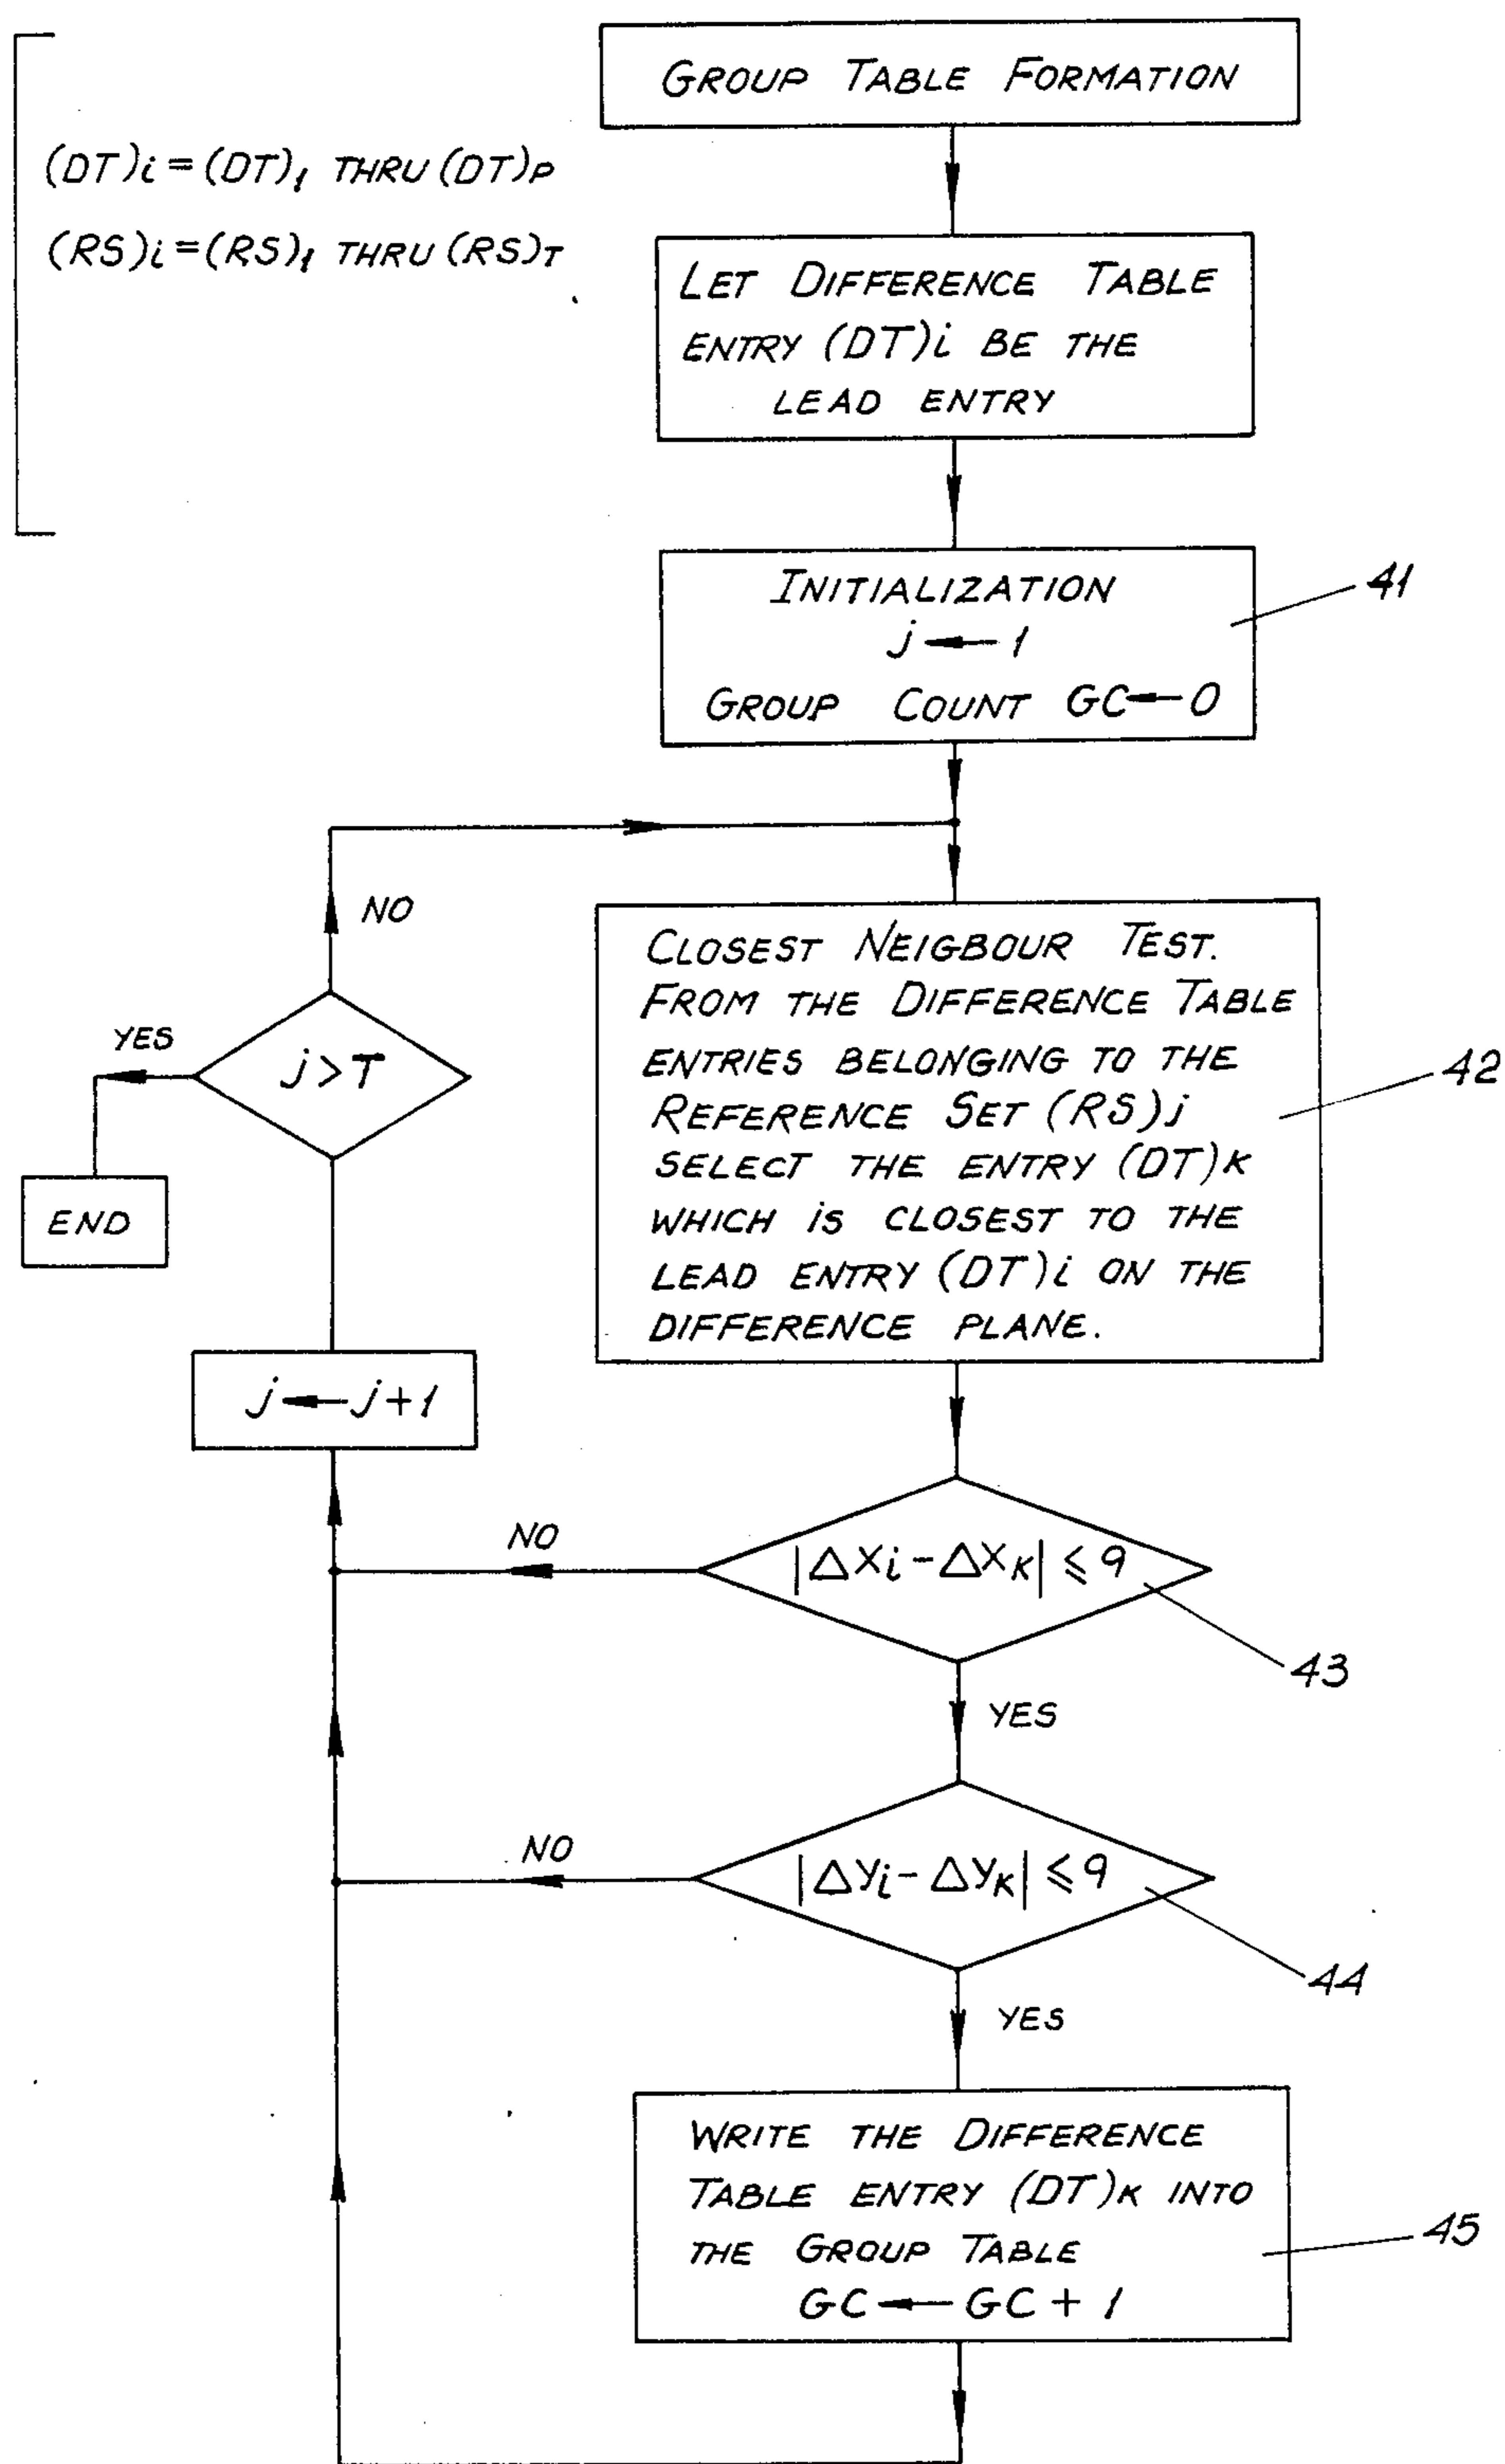 GROUP TABLE FORMATION
(DT)i = (DT)1 THRU (DT)P
(RS)i = (RS)1 THRU (RS)T
LET DIFFERENCE TABLE
ENTRY (DT)i BE THE
LEAD ENTRY
INITIALIZATION
j ← 1
GROUP COUNT GC ← 0
41
NO
CLOSEST NEIGBOUR TEST.
FROM THE DIFFERENCE TABLE
ENTRIES BELONGING TO THE
REFERENCE SET (RS)j
SELECT THE ENTRY (DT)K
WHICH IS CLOSEST TO THE
LEAD ENTRY (DT)i ON THE
DIFFERENCE PLANE.
42
YES
j > T
END
j ← j + 1
NO
|ΔXi - ΔXK| ≤ 9
43
YES
NO
|ΔYi - ΔYK| ≤ 9
44
YES
WRITE THE DIFFERENCE
TABLE ENTRY (DT)K INTO
THE GROUP TABLE
GC ← GC + 1
45